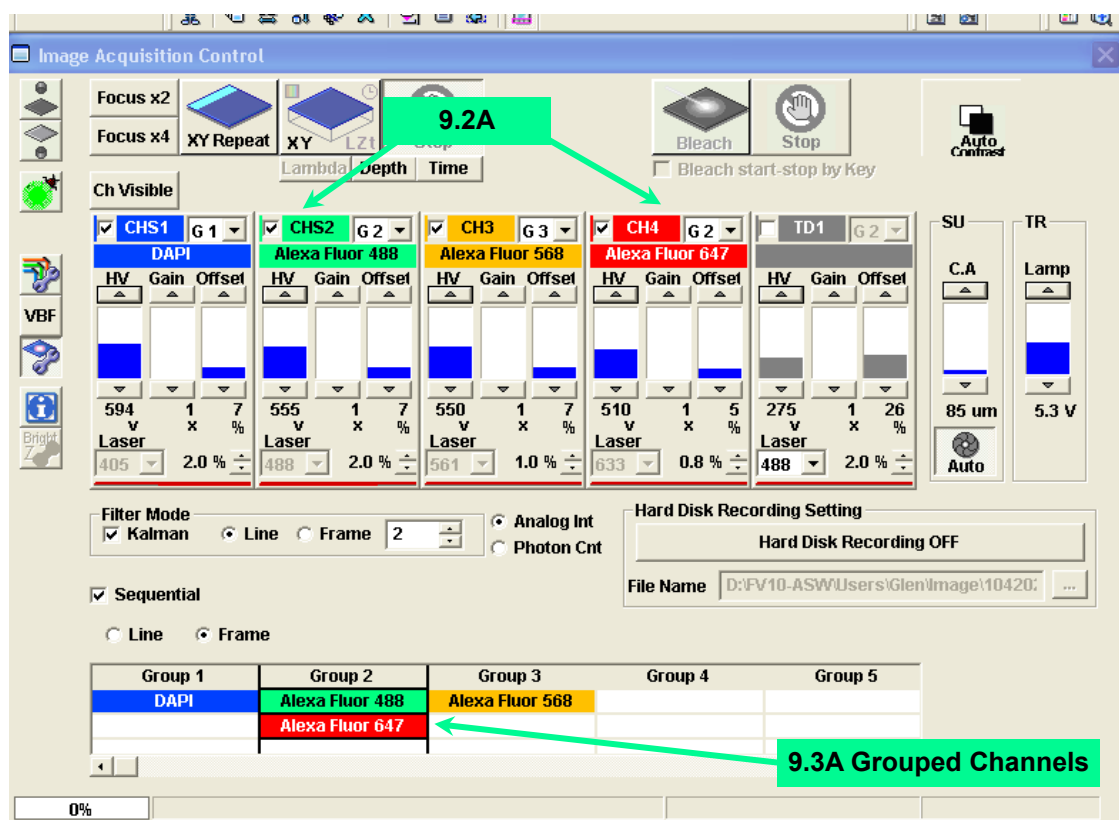 Image Acquisition Control
Focus x2
Focus x4
XY Repeat
XY LZt
9.2A
Bleach
Stop
Auto
Contrast
Lambda Depth Time
Bleach start-stop by Key
Ch Visible
CHS1 G 1 CHS2 G 2 CH3 G 3 CH4 G 2 TD1 G 2
SU TR
DAPI Alexa Fluor 488 Alexa Fluor 568 Alexa Fluor 647
HV Gain Offset HV Gain Offset HV Gain Offset HV Gain Offset HV Gain Offset
C.A Lamp
VBF
594 1 7 555 1 7 550 1 7 510 1 5 275 1 26
V x % V x % V x % V x % V x %
85 um 5.3 V
Bright
Z
Laser Laser Laser Laser Laser
405 2.0 % 488 2.0 % 561 1.0 % 633 0.8 % 488 2.0 %
Auto
Filter Mode
Kalman Line Frame 2
Analog Int
Photon Cnt
Hard Disk Recording Setting
Hard Disk Recording OFF
File Name D:\FV10-ASW\Users\Glen\Image\10420
...
Sequential
Line Frame
Group 1 Group 2 Group 3 Group 4 Group 5
DAPI Alexa Fluor 488 Alexa Fluor 568
Alexa Fluor 647
9.3A Grouped Channels
0%